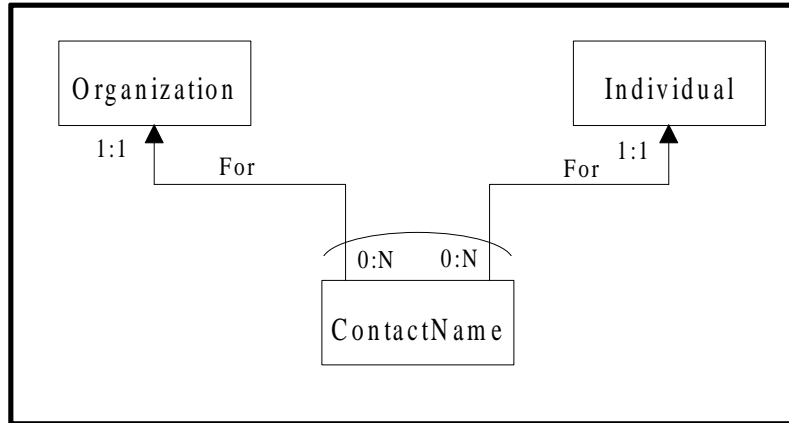 Organization
Individual
1:1
1:1
For
For
0:N
0:N
ContactName